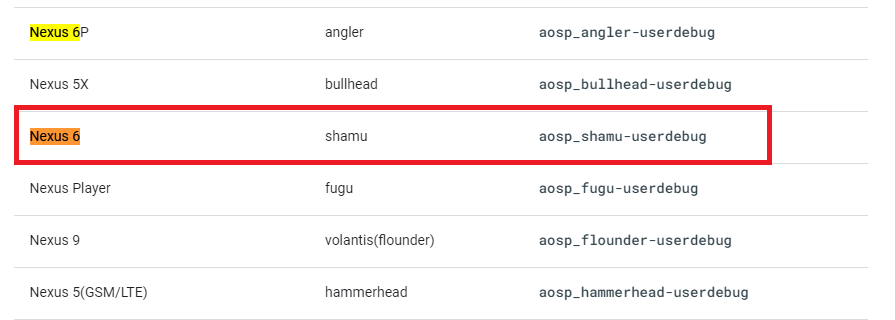 Nexus 6P angler aosp_angler-userdebug
Nexus 5X bullhead aosp_bullhead-userdebug
Nexus 6 shamu aosp_shamu-userdebug
Nexus Player fugu aosp_fugu-userdebug
Nexus 9 volantis(flounder) aosp_flounder-userdebug
Nexus 5(GSM/LTE) hammerhead aosp_hammerhead-userdebug